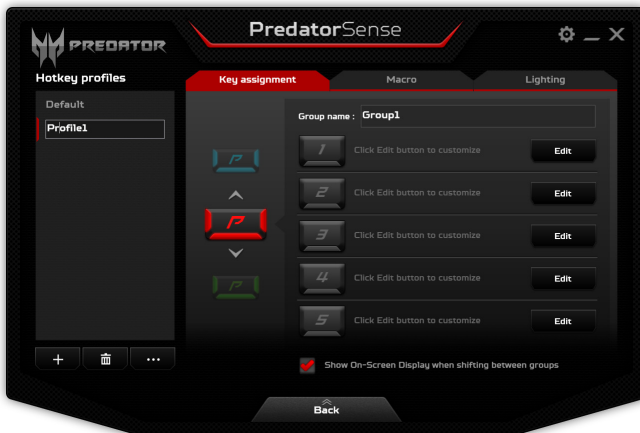 PREDATOR
PredatorSense
Hotkey profiles
Default
Profile1
Key assignment
Macro
Lighting
Group name : Group1
P
P
P
1 Click Edit button to customize Edit
2 Click Edit button to customize Edit
3 Click Edit button to customize Edit
4 Click Edit button to customize Edit
5 Click Edit button to customize Edit
Show On-Screen Display when shifting between groups
Back